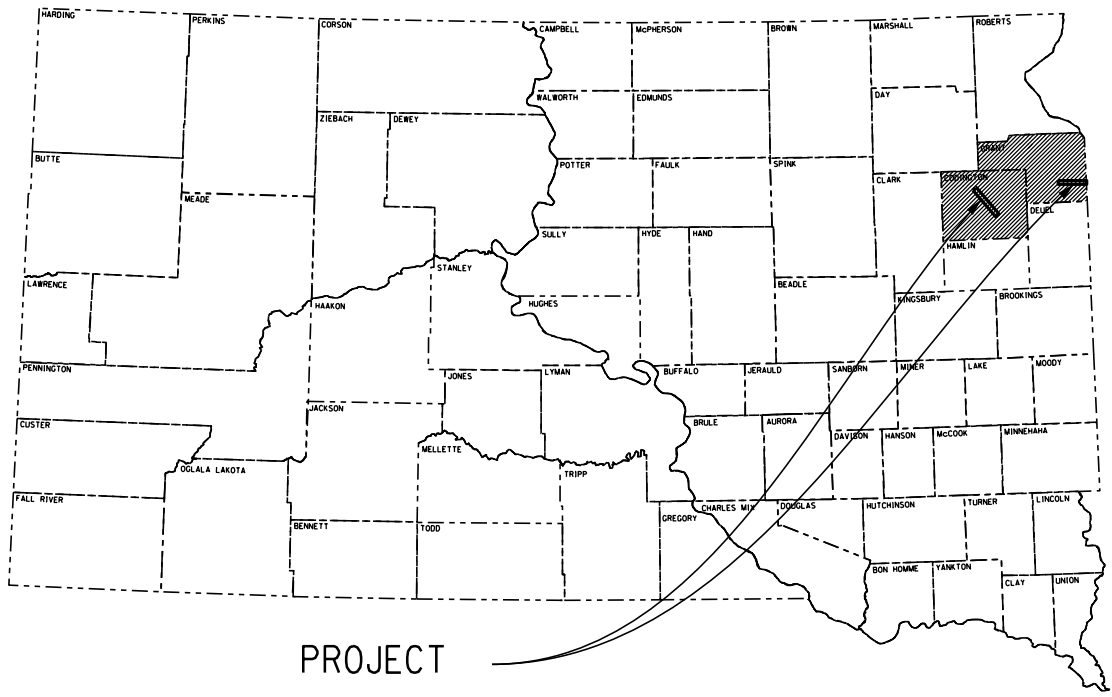 HARDING
PERKINS
CORSON
CAMPBELL
McPHERSON
BROWN
MARSHALL
ROBERTS
WALWORTH
EDMUNDS
DAY
ZIEBACH
DEWEY
BUTTE
POTTER
FAULK
SPINK
GRANT
CLARK
CODINGTON
MEADE
DEUEL
SULLY
HYDE
HAND
HAMLIN
STANLEY
LAWRENCE
BEADLE
HAAKON
HUGHES
KINGSBURY
BROOKINGS
PENNINGTON
JONES
LYMAN
BUFFALO
JERAULD
SANBORN
MINER
LAKE
MOODY
JACKSON
CUSTER
BRULE
AURORA
DAVISON
HANSON
McCOOK
MINNEHAHA
MELLETTE
OGLALA LAKOTA
TRIPP
FALL RIVER
GREGORY
CHARLES MIX
DOUGLAS
HUTCHINSON
TURNER
LINCOLN
BENNETT
TODD
BON HOMME
YANKTON
CLAY
UNION
PROJECT